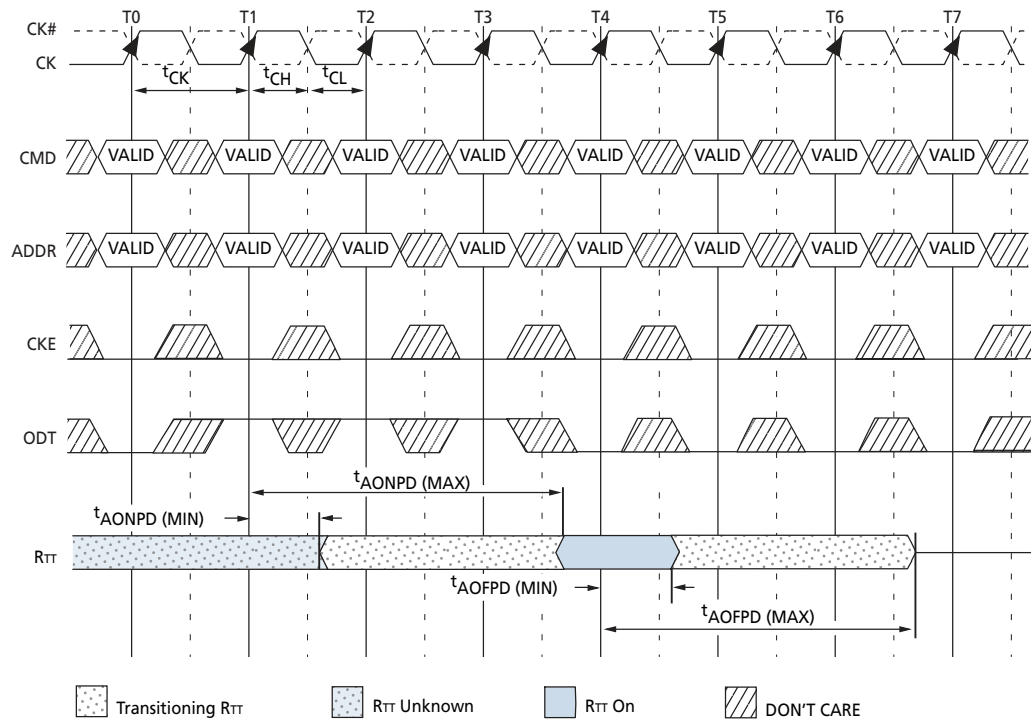 T0 T1 T2 T3 T4 T5 T6 T7
CK#
CK
tCK tCH tCL
CMD VALID VALID VALID VALID VALID VALID VALID VALID
ADDR VALID VALID VALID VALID VALID VALID VALID VALID
CKE
ODT
tAONPD (MAX)
tAONPD (MIN)
RTT
tAOFPD (MIN)
tAOFPD (MAX)
Transitioning RTT RTT Unknown RTT On DON'T CARE